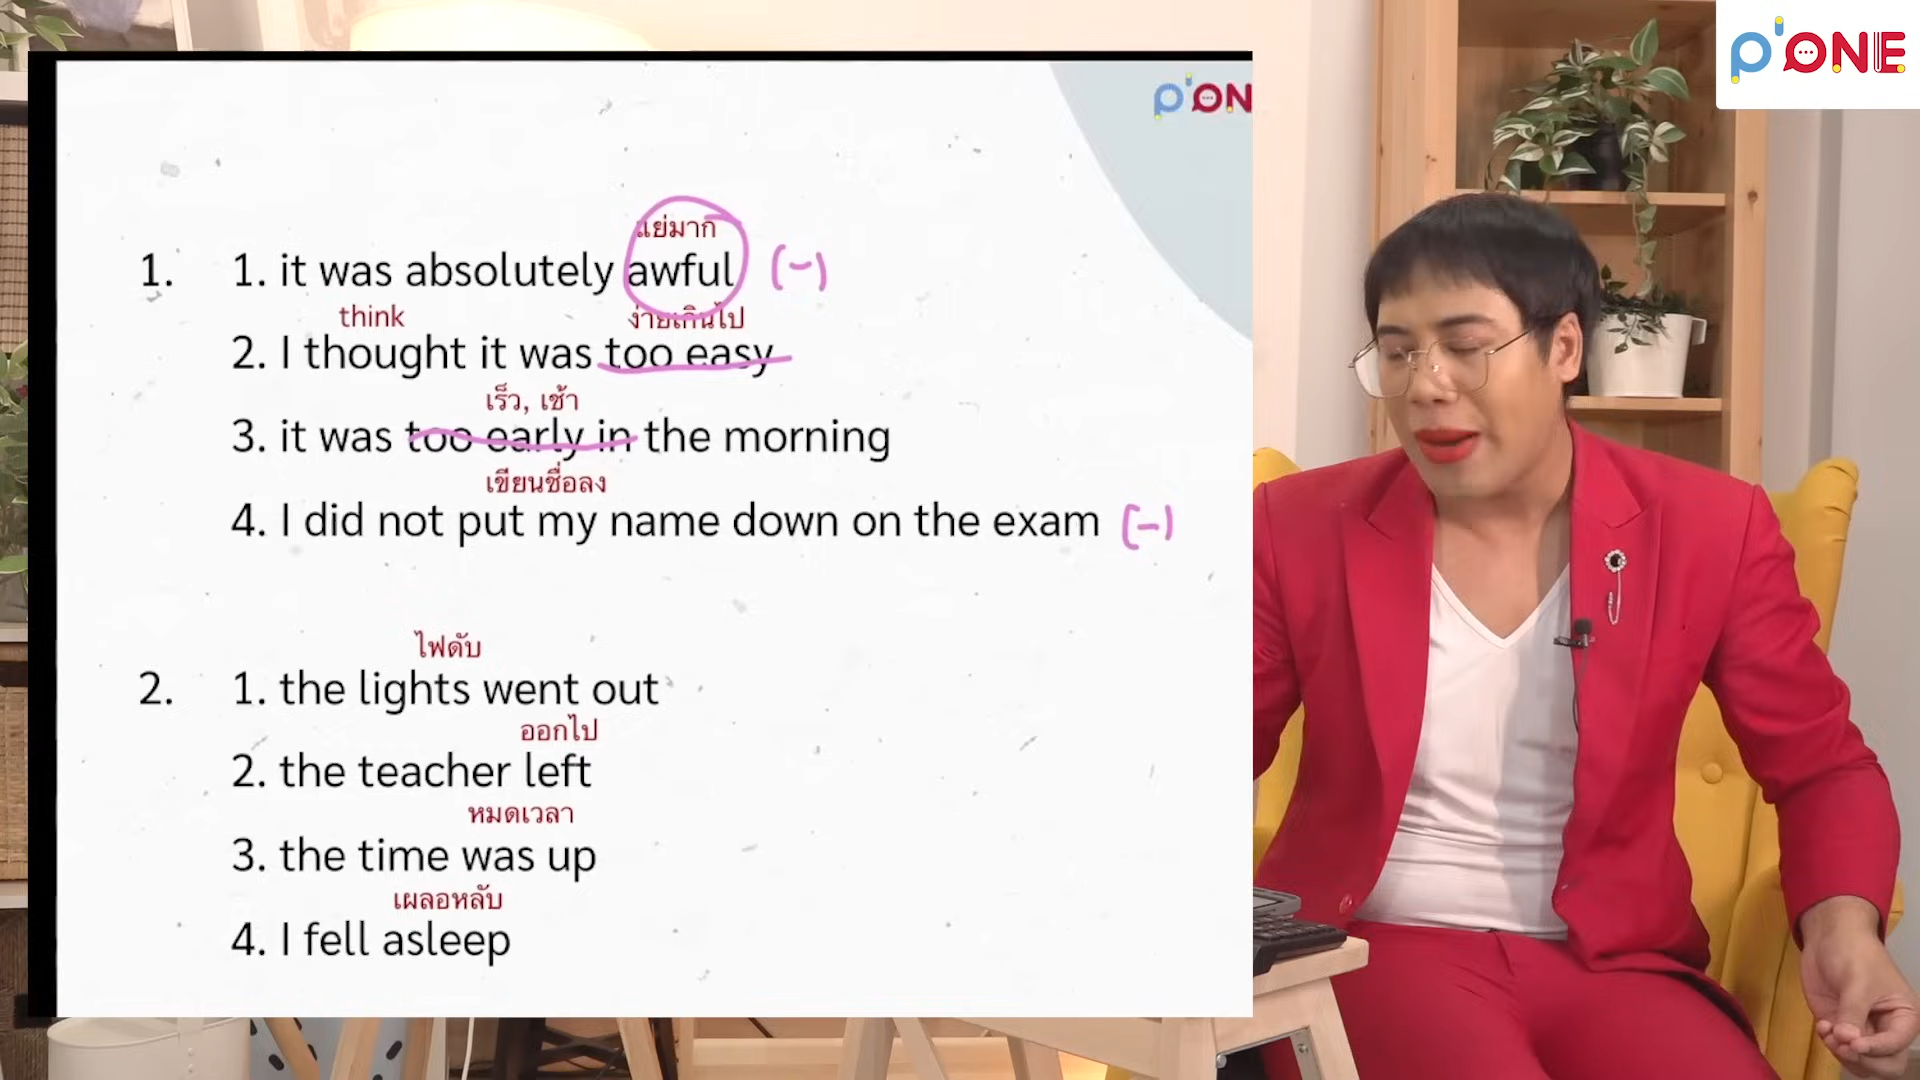 P'ONE
P'ON
แย่มาก
1. 1. it was absolutely awful (-)
think ง่ายเกินไป
2. I thought it was too easy
เร็ว, เช้า
3. it was too early in the morning
เขียนชื่อลง
4. I did not put my name down on the exam (-)
ไฟดับ
2. 1. the lights went out
ออกไป
2. the teacher left
หมดเวลา
3. the time was up
เผลอหลับ
4. I fell asleep